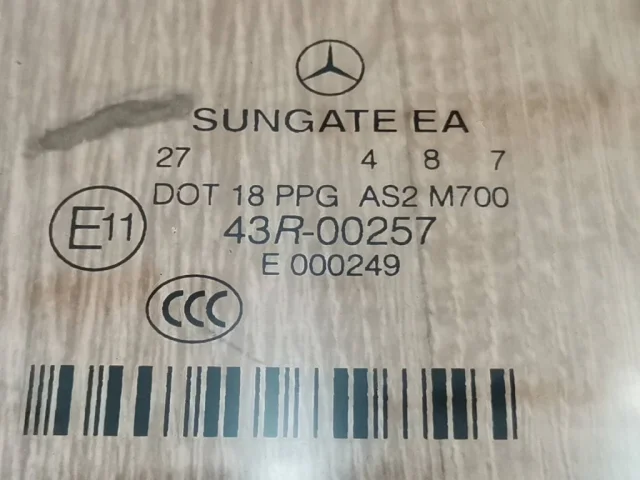 SUNGATE EA
27 4 8 7
DOT 18 PPG AS2 M700
E11
43R-00257
E 000249
CCC